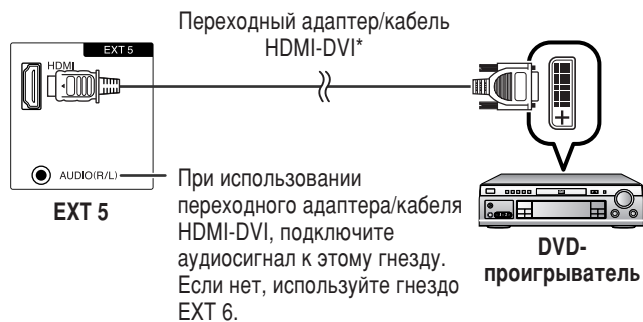 Переходный адаптер/кабель
HDMI-DVI*
EXT 5
HDMI
AUDIO(R/L)
EXT 5
При использовании
переходного адаптера/кабеля
HDMI-DVI, подключите
аудиосигнал к этому гнезду.
Если нет, используйте гнездо
EXT 6.
DVD-
проигрыватель